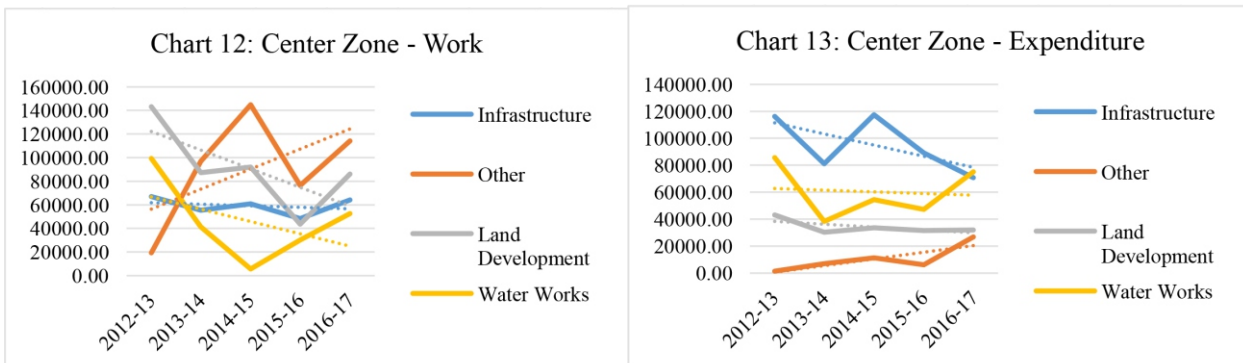 Chart 12: Center Zone - Work
160000.00
140000.00
120000.00
100000.00
80000.00
60000.00
40000.00
20000.00
0.00
2012-13
2013-14
2014-15
2015-16
2016-17
Infrastructure
Other
Land
Development
Water Works
Chart 13: Center Zone - Expenditure
140000.00
120000.00
100000.00
80000.00
60000.00
40000.00
20000.00
0.00
2012-13
2013-14
2014-15
2015-16
2016-17
Infrastructure
Other
Land
Development
Water Works